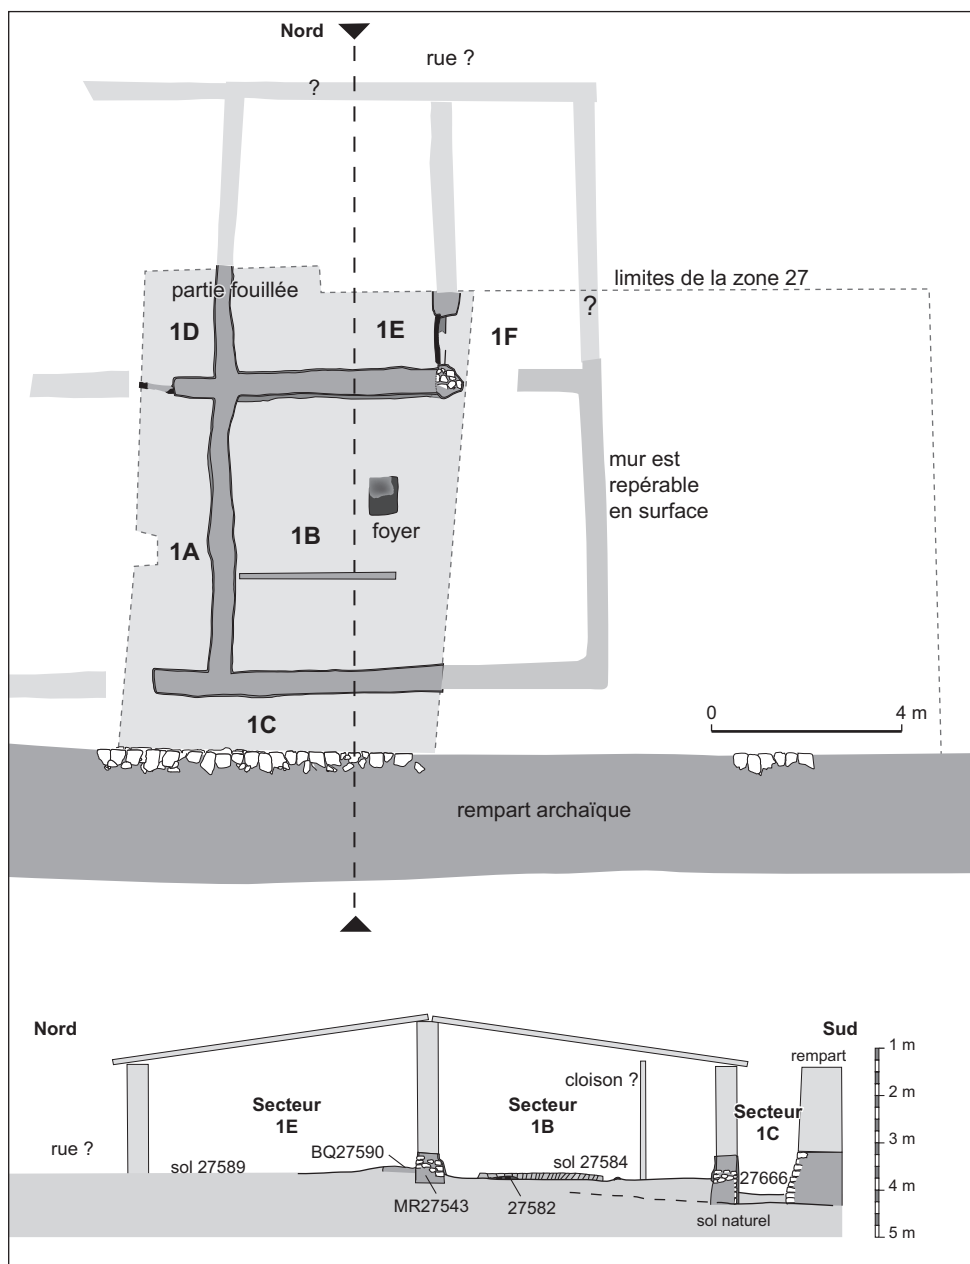 Nord
rue ?
?
limites de la zone 27
partie fouillée
?
1D
1E
1F
mur est
repérable
en surface
1B
foyer
1A
0
4 m
1C
rempart archaïque
Nord
Sud
1 m
rempart
cloison ?
2 m
Secteur
1E
Secteur
1B
Secteur
1C
rue ?
BQ27590
3 m
sol 27589
sol 27584
27666
MR27543
27582
4 m
sol naturel
5 m